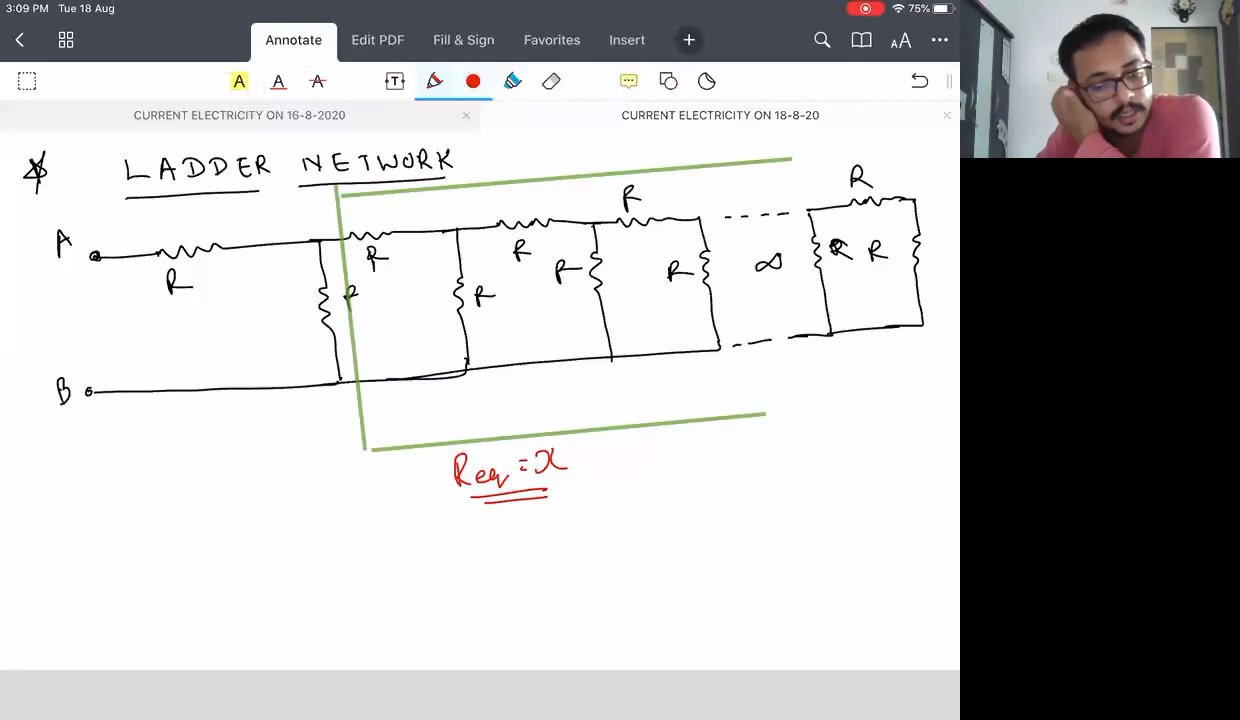 3:09 PM Tue 18 Aug
75%
Annotate Edit PDF Fill & Sign Favorites Insert
A A A T
CURRENT ELECTRICITY ON 16-8-2020 ×
CURRENT ELECTRICITY ON 18-8-20 ×
LADDER NETWORK
A
R
R
R
R
R
R
R
R
∞
R
R
R
B
Req = x